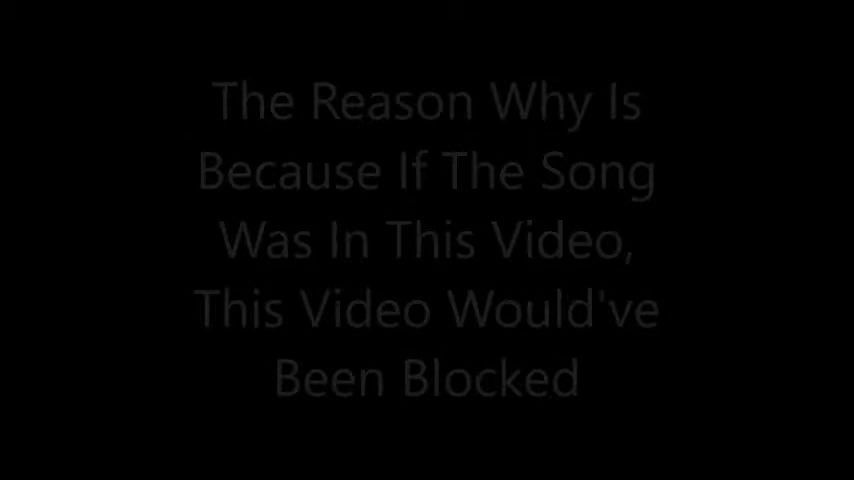 The Reason Why Is
Because If The Song
Was In This Video,
This Video Would've
Been Blocked